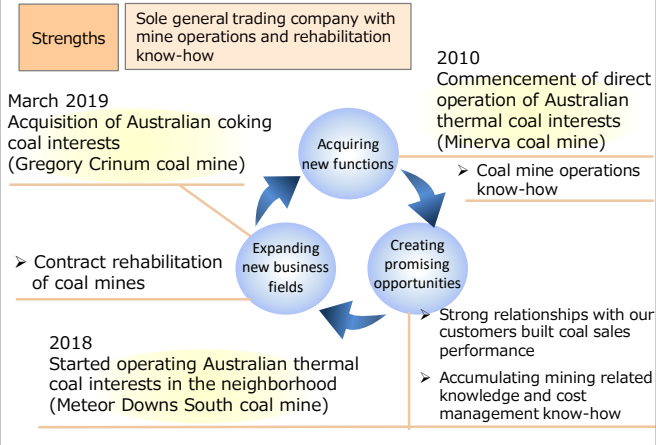 Strengths
Sole general trading company with
mine operations and rehabilitation
know-how
2010
Commencement of direct
operation of Australian
thermal coal interests
(Minerva coal mine)
➢ Coal mine operations
know-how
March 2019
Acquisition of Australian coking
coal interests
(Gregory Crinum coal mine)
Acquiring
new functions
Expanding
new business
fields
Creating
promising
opportunities
➢ Contract rehabilitation
of coal mines
➢ Strong relationships with our
customers built coal sales
performance
➢ Accumulating mining related
knowledge and cost
management know-how
2018
Started operating Australian thermal
coal interests in the neighborhood
(Meteor Downs South coal mine)